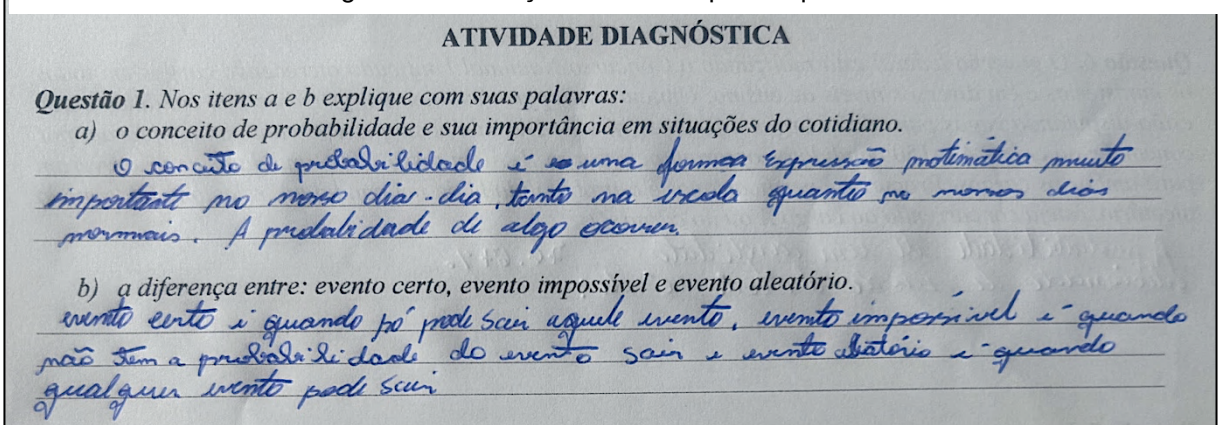 ATIVIDADE DIAGNÓSTICA
Questão 1. Nos itens a e b explique com suas palavras:
a) o conceito de probabilidade e sua importância em situações do cotidiano.
O conceito de probabilidade é uma forma expressão matimática muito
importante no nosso dia-dia, tanto na escola quanto no nossos dias
normais. A probalidade de algo ocorrer.
b) a diferença entre: evento certo, evento impossível e evento aleatório.
evento certo é quando só pode sair aquele evento, evento impossível é quando
não tem a probabilidade do evento sair e evento aleatório é quando
qualquer evento pode sair